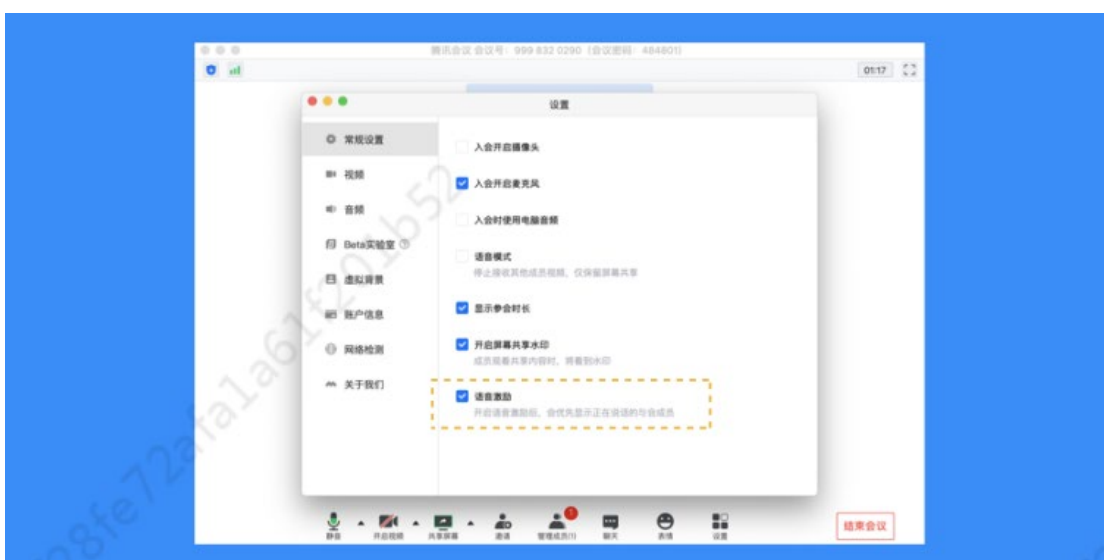 腾讯会议 会议号：999 832 0290（会议密码：484801）
01:17
设置
常规设置
视频
音频
Beta实验室
虚拟背景
账户信息
网络检测
关于我们
入会开启摄像头
入会开启麦克风
入会时使用电脑音频
语音模式
停止接收其他成员视频，仅保留屏幕共享
显示参会时长
开启屏幕共享水印
成员观看共享内容时，将看到水印
语音激励
开启语音激励后，会优先显示正在说话的与会成员
静音
开启视频
共享屏幕
邀请
管理成员(1)
1
聊天
表情
设置
结束会议
28fe72afa1a61f201b52